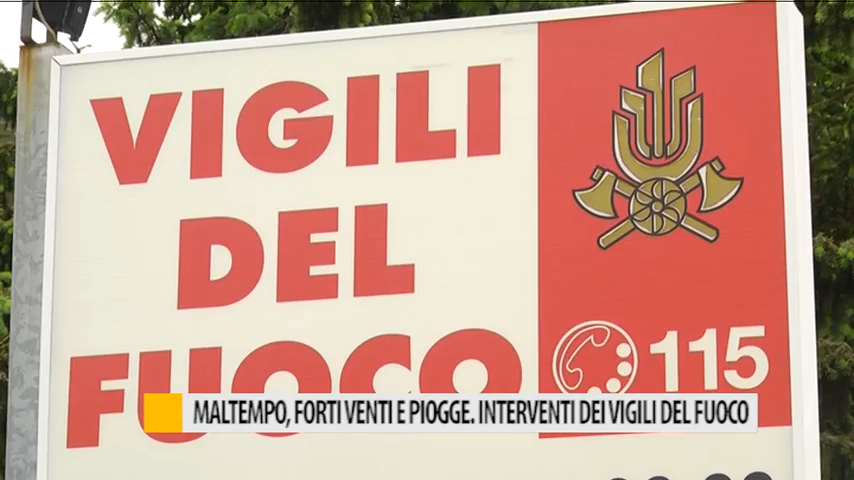 VIGILI
DEL
FUOCO
115
MALTEMPO, FORTI VENTI E PIOGGE. INTERVENTI DEI VIGILI DEL FUOCO